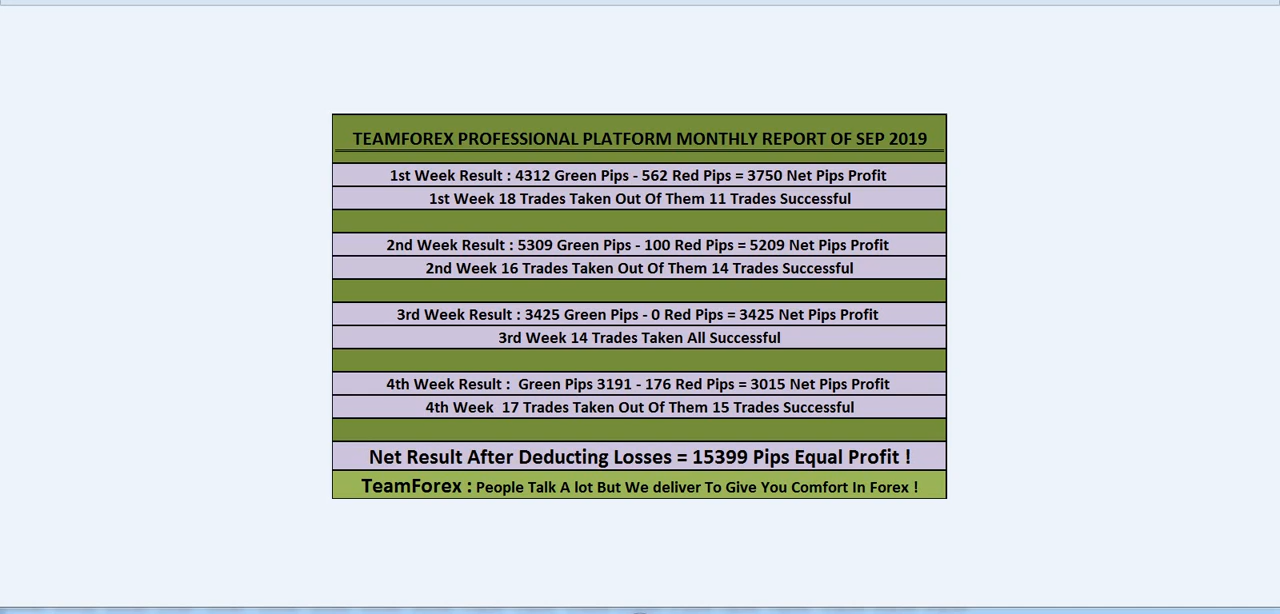 TEAMFOREX PROFESSIONAL PLATFORM MONTHLY REPORT OF SEP 2019
1st Week Result : 4312 Green Pips - 562 Red Pips = 3750 Net Pips Profit
1st Week 18 Trades Taken Out Of Them 11 Trades Successful
2nd Week Result : 5309 Green Pips - 100 Red Pips = 5209 Net Pips Profit
2nd Week 16 Trades Taken Out Of Them 14 Trades Successful
3rd Week Result : 3425 Green Pips - 0 Red Pips = 3425 Net Pips Profit
3rd Week 14 Trades Taken All Successful
4th Week Result :  Green Pips 3191 - 176 Red Pips = 3015 Net Pips Profit
4th Week  17 Trades Taken Out Of Them 15 Trades Successful
Net Result After Deducting Losses = 15399 Pips Equal Profit !
TeamForex : People Talk A lot But We deliver To Give You Comfort In Forex !